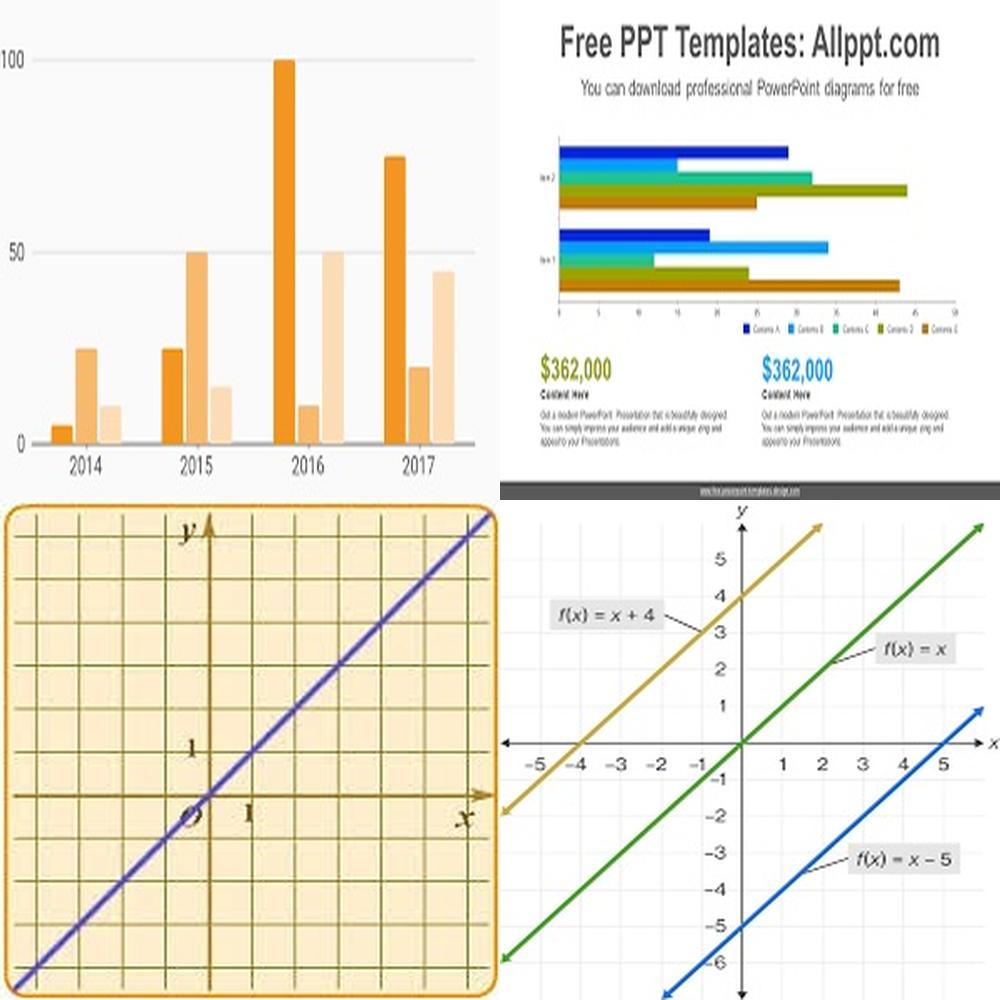 100
50
0
2014 2015 2016 2017
Free PPT Templates: Allppt.com
You can download professional PowerPoint diagrams for free
0 5 10 15 20 25 30 35 40 45 50
Contents A Contents B Contents C Contents D
$362,000
Content Here
Get a modern PowerPoint Presentation that is beautifully designed.
You can simply impress your audience and add a unique zing and
appeal to your Presentations.
$362,000
Content Here
Get a modern PowerPoint Presentation that is beautifully designed.
You can simply impress your audience and add a unique zing and
appeal to your Presentations.
y
1
O 1
x
y
5
4
f(x) = x + 4
3
f(x) = x
2
1
x
-5 -4 -3 -2 -1 1 2 3 4 5
-1
-2
-3
f(x) = x – 5
-4
-5
-6